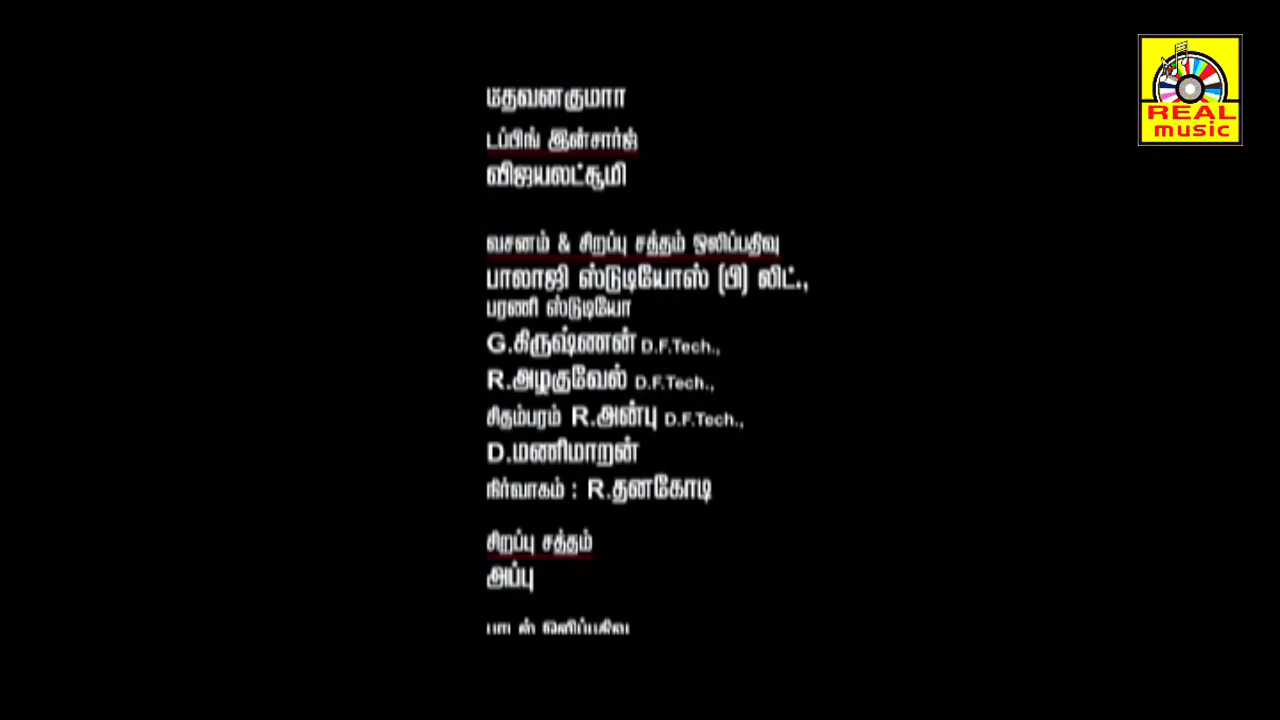 டப்பிங் இன்சார்ஜ்
விஜயலட்சூமி
வசனம் & சிறப்பு சத்தம் ஒலிப்பதிவு
பாலாஜி ஸ்டுடியோஸ் (பி) லிட்.,
பரணி ஸ்டுடியோ
G.கிருஷ்ணன் D.F.Tech.,
R.அழகுவேல் D.F.Tech.,
சிதம்பரம் R.அன்பு D.F.Tech.,
D.மணிமாறன்
நிர்வாகம் : R.தனகோடி
சிறப்பு சத்தம்
அப்பு
REAL
music